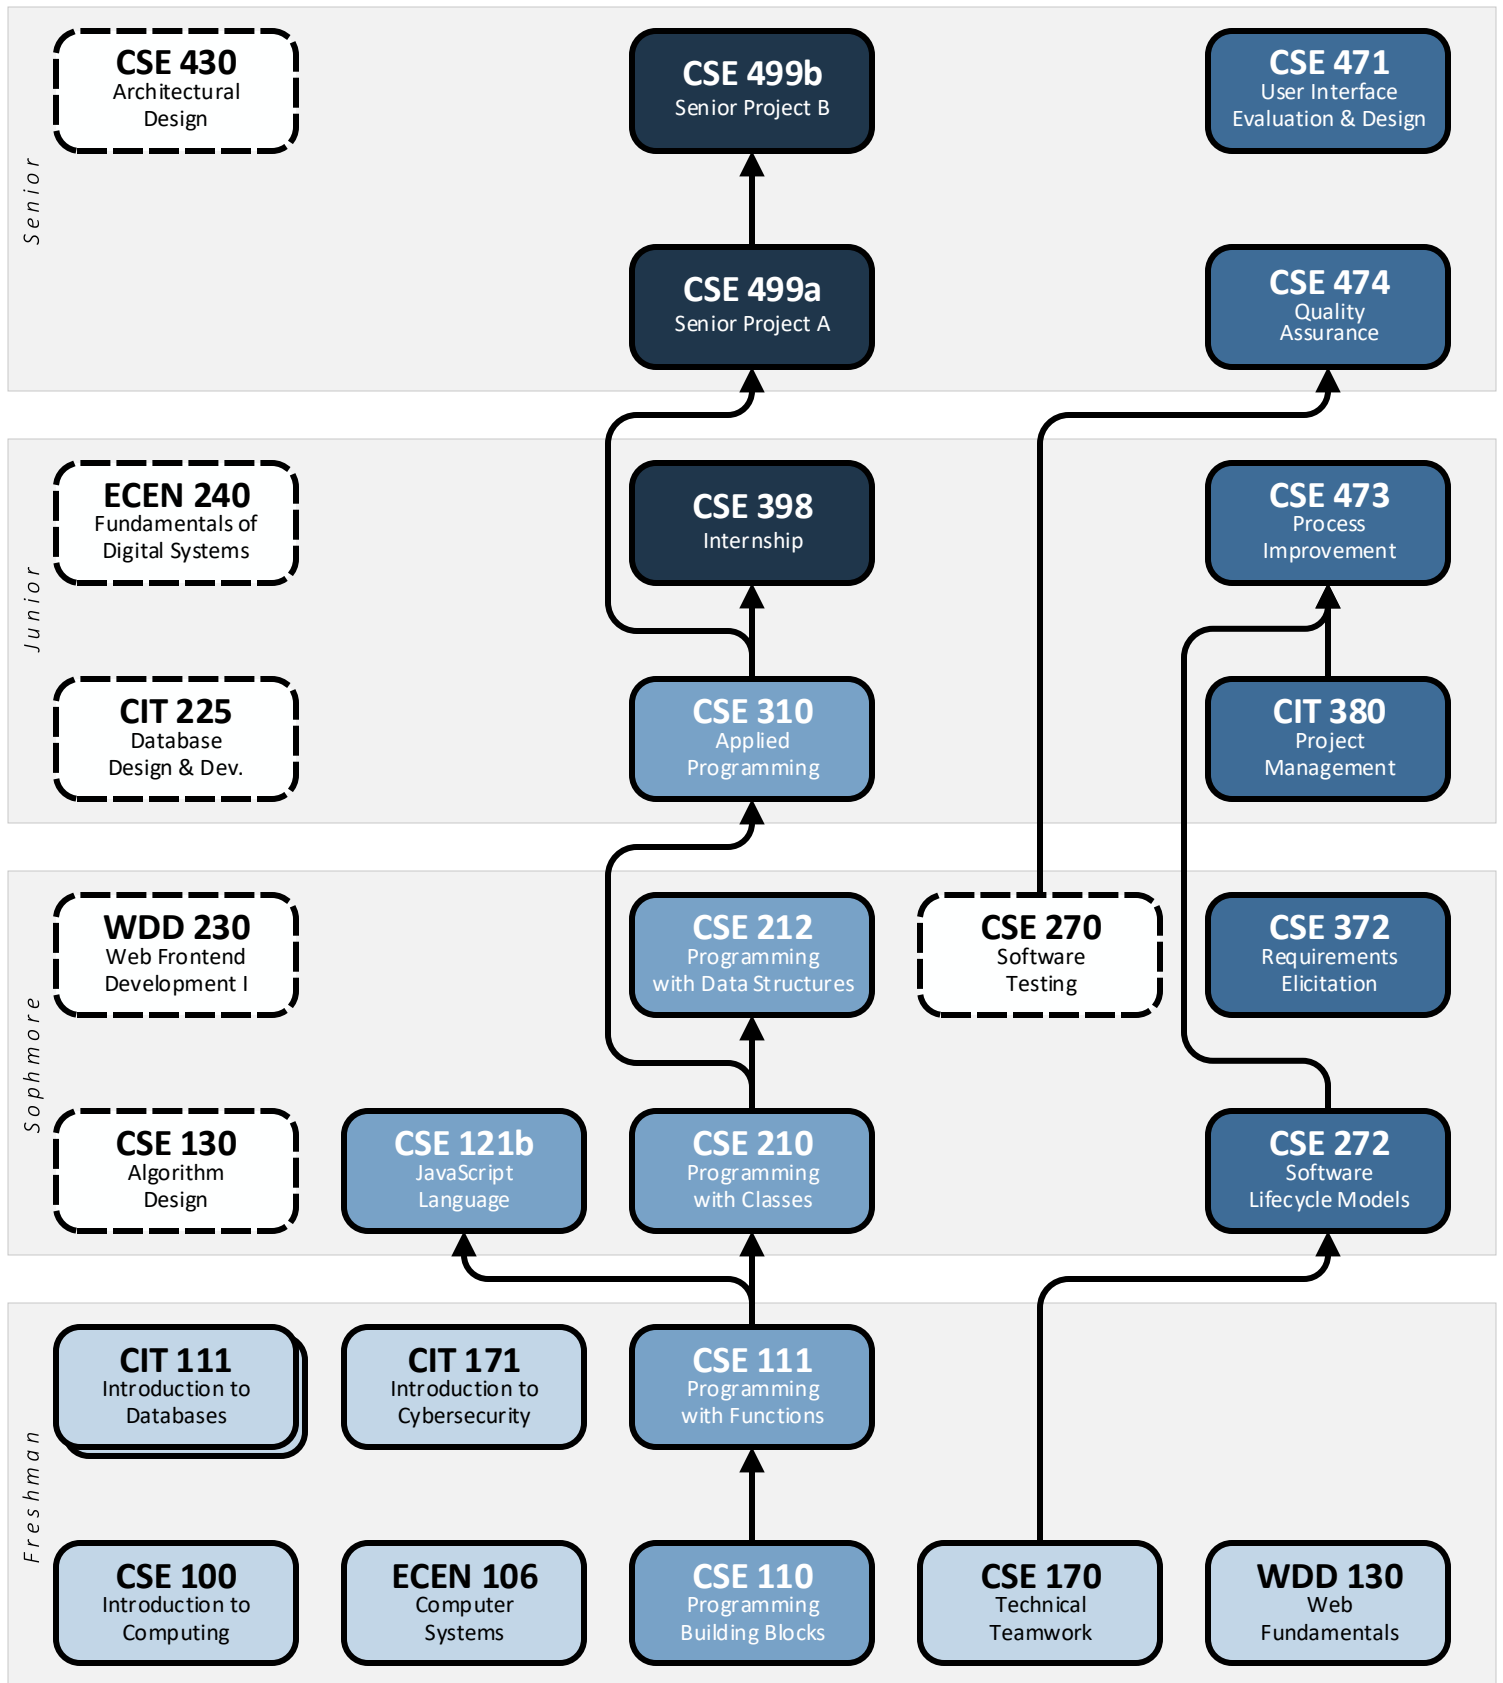 Senior
CSE 430
Architectural
Design
CSE 499b
Senior Project B
CSE 471
User Interface
Evaluation & Design
CSE 499a
Senior Project A
CSE 474
Quality
Assurance
Junior
ECEN 240
Fundamentals of
Digital Systems
CSE 398
Internship
CSE 473
Process
Improvement
CIT 225
Database
Design & Dev.
CSE 310
Applied
Programming
CIT 380
Project
Management
Sophmore
WDD 230
Web Frontend
Development I
CSE 212
Programming
with Data Structures
CSE 270
Software
Testing
CSE 372
Requirements
Elicitation
CSE 130
Algorithm
Design
CSE 121b
JavaScript
Language
CSE 210
Programming
with Classes
CSE 272
Software
Lifecycle Models
Freshman
CIT 111
Introduction to
Databases
CIT 171
Introduction to
Cybersecurity
CSE 111
Programming
with Functions
CSE 100
Introduction to
Computing
ECEN 106
Computer
Systems
CSE 110
Programming
Building Blocks
CSE 170
Technical
Teamwork
WDD 130
Web
Fundamentals